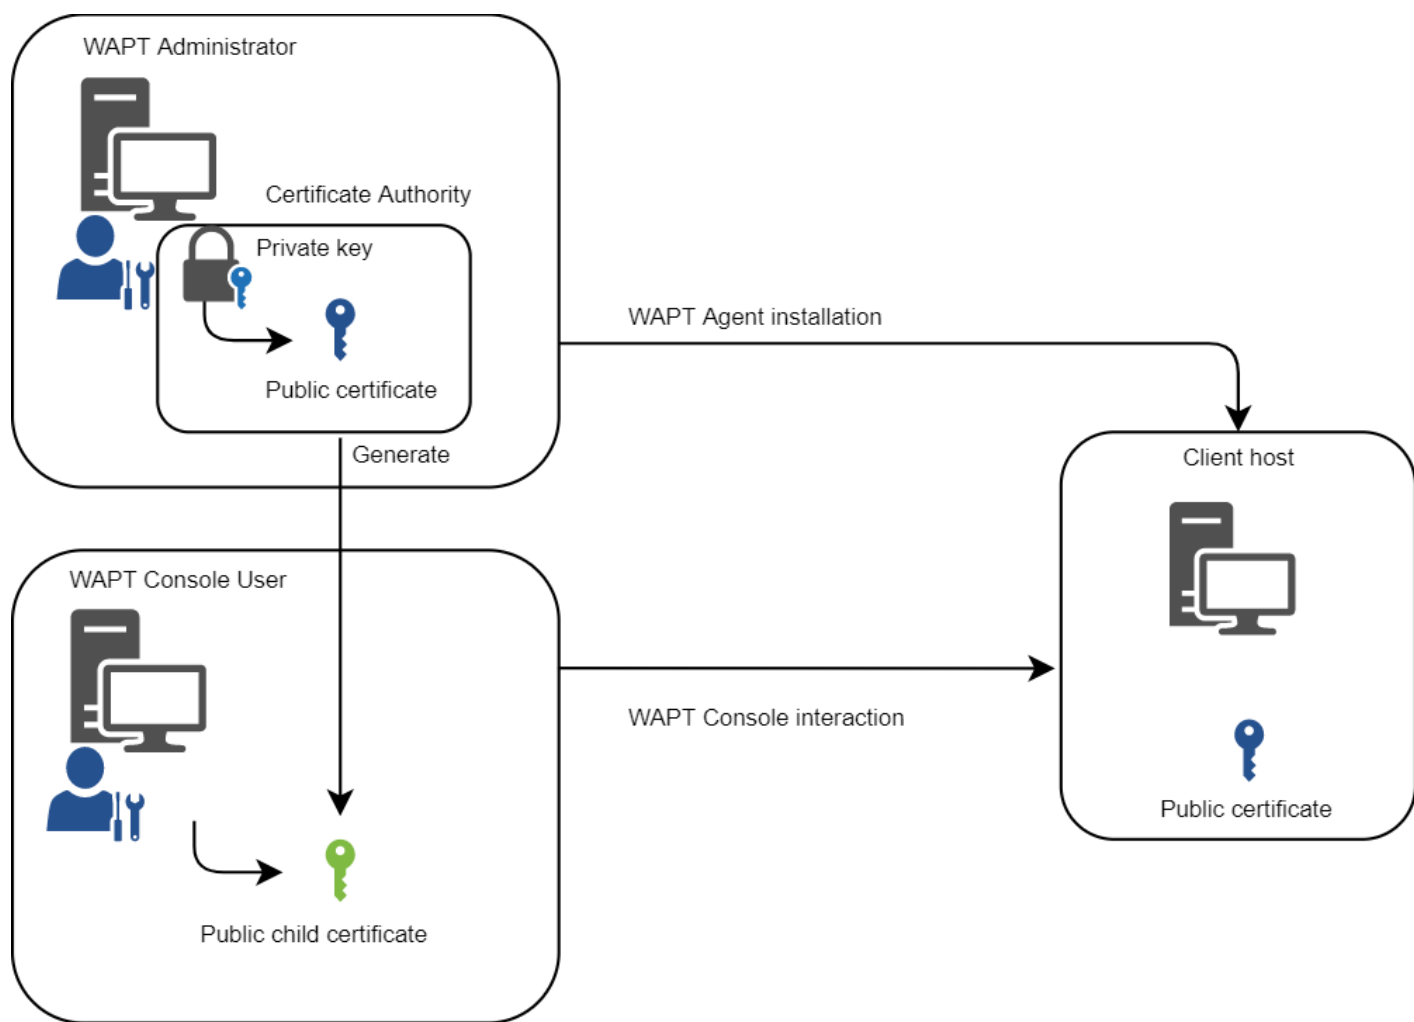 WAPT Administrator
Certificate Authority
Private key
Public certificate
Generate
WAPT Agent installation
Client host
Public certificate
WAPT Console User
WAPT Console interaction
Public child certificate